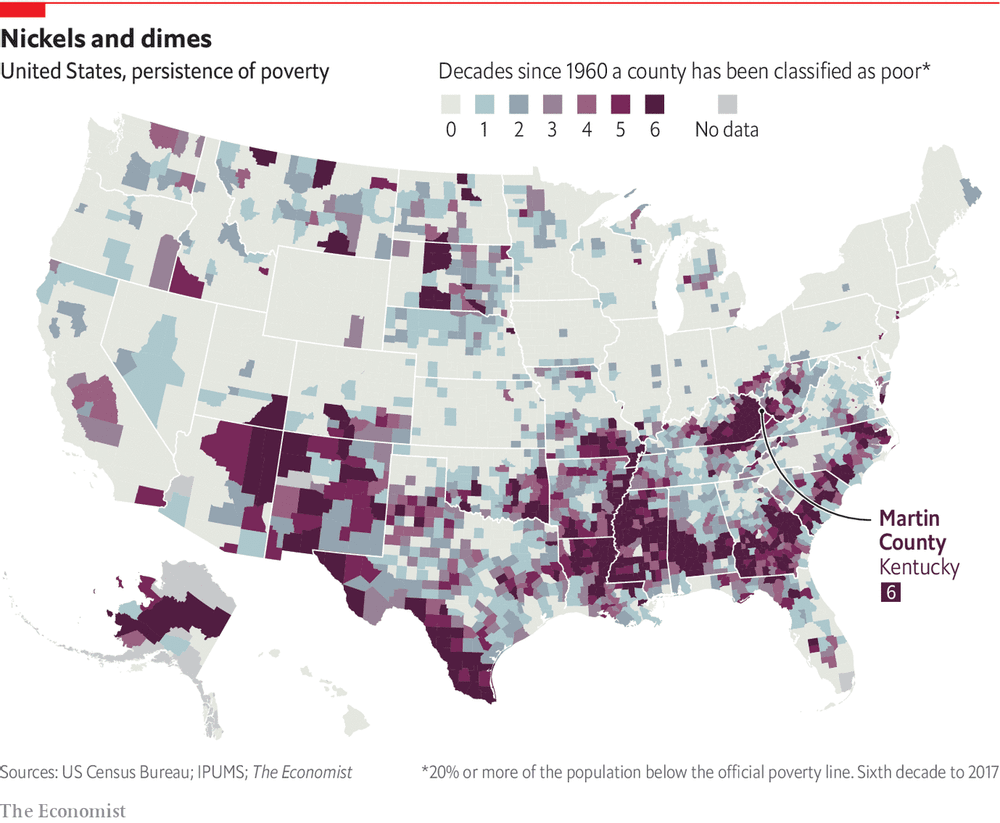 Nickels and dimes
United States, persistence of poverty
Decades since 1960 a county has been classified as poor*
0 1 2 3 4 5 6 No data
Martin
County
Kentucky
6
Sources: US Census Bureau; IPUMS; The Economist
*20% or more of the population below the official poverty line. Sixth decade to 2017
The Economist